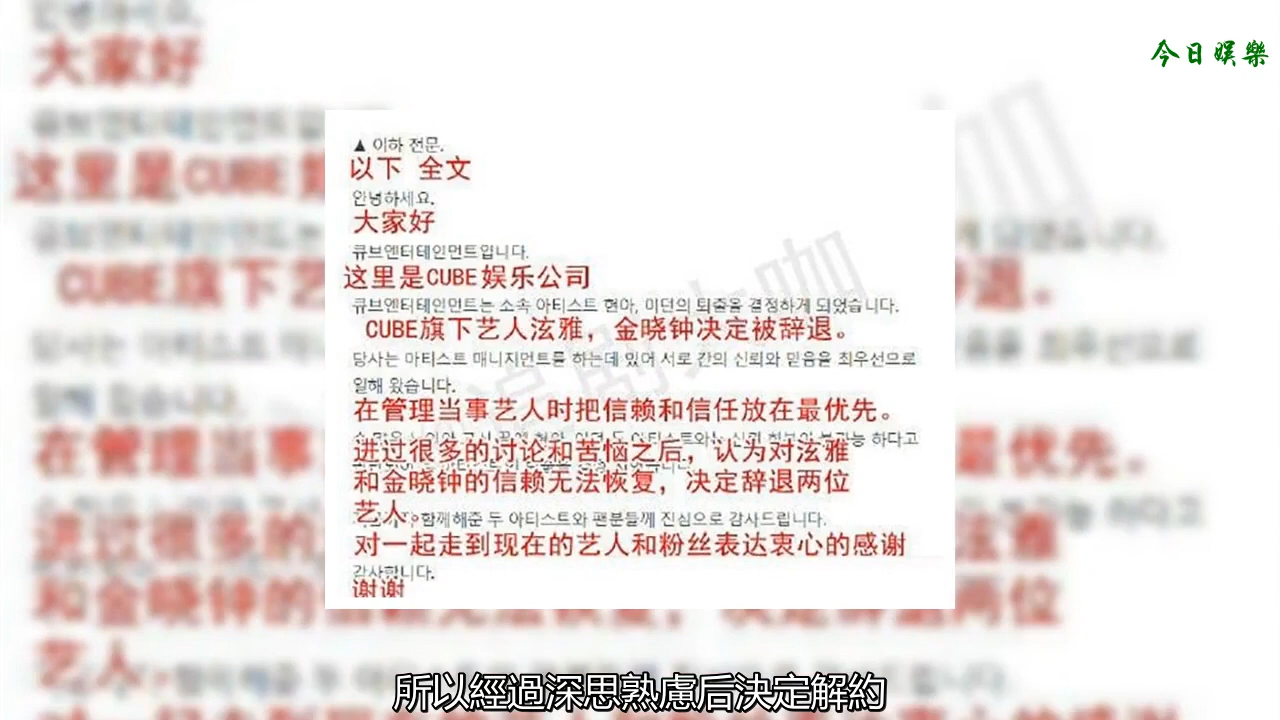 今日娱樂
▲ 이하 전문.
以下 全文
안녕하세요.
大家好
큐브엔터테인먼트입니다.
这里是CUBE娱乐公司
큐브엔터테인먼트는 소속 아티스트 현아, 이던의 퇴출을 결정하게 되었습니다.
CUBE旗下艺人泫雅，金晓钟决定被辞退。
당사는 아티스트 매니지먼트를 하는데 있어 서로 간의 신뢰와 믿음을 최우선으로
일해 왔습니다.
在管理当事艺人时把信赖和信任放在最优先。
进过很多的讨论和苦恼之后，认为对泫雅
和金晓钟的信赖无法恢复，决定辞退两位
艺人。
함께해준 두 아티스트와 팬분들께 진심으로 감사드립니다.
对一起走到现在的艺人和粉丝表达衷心的感谢
감사합니다.
谢谢
所以經過深思熟慮后決定解約